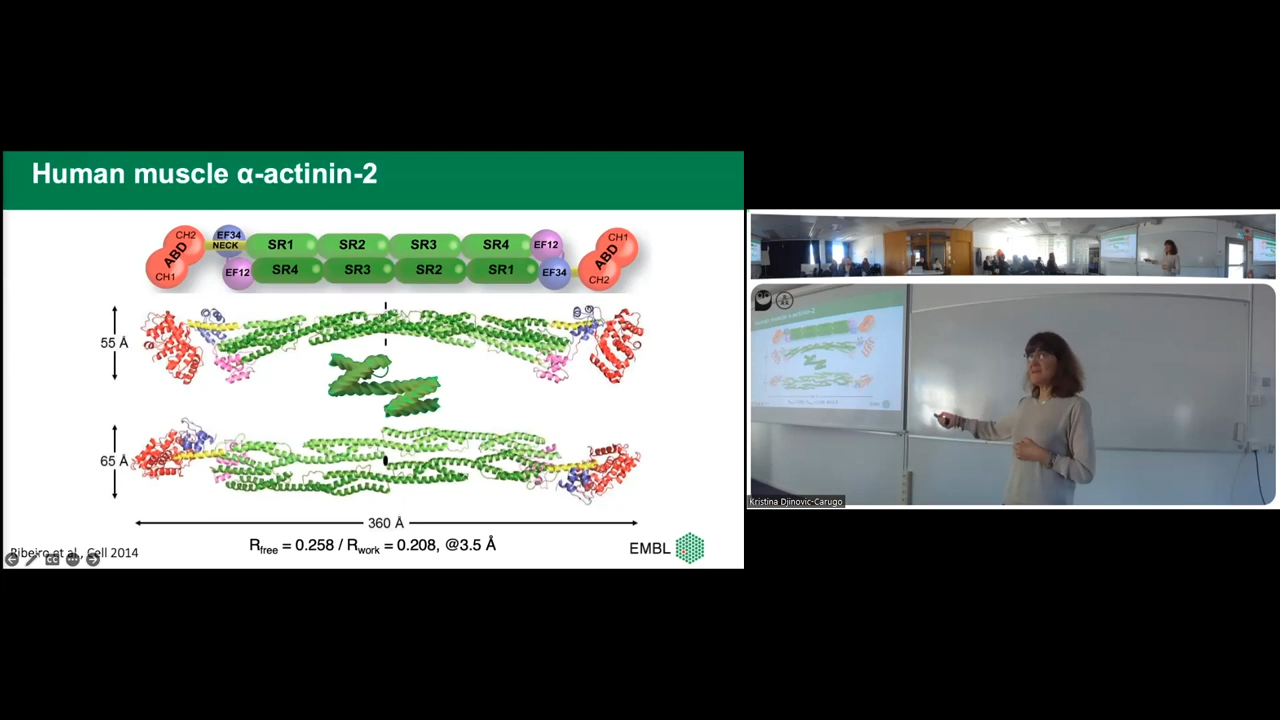 Human muscle α-actinin-2
CH2
ABD
CH1
EF34
NECK
SR1
SR2
SR3
SR4
EF12
CH1
ABD
CH2
EF12
SR4
SR3
SR2
SR1
EF34
55 Å
65 Å
360 Å
Rfree = 0.258 / Rwork = 0.208, @3.5 Å
Ribeiro et al., Cell 2014
EMBL
Kristina Djinovic-Carugo